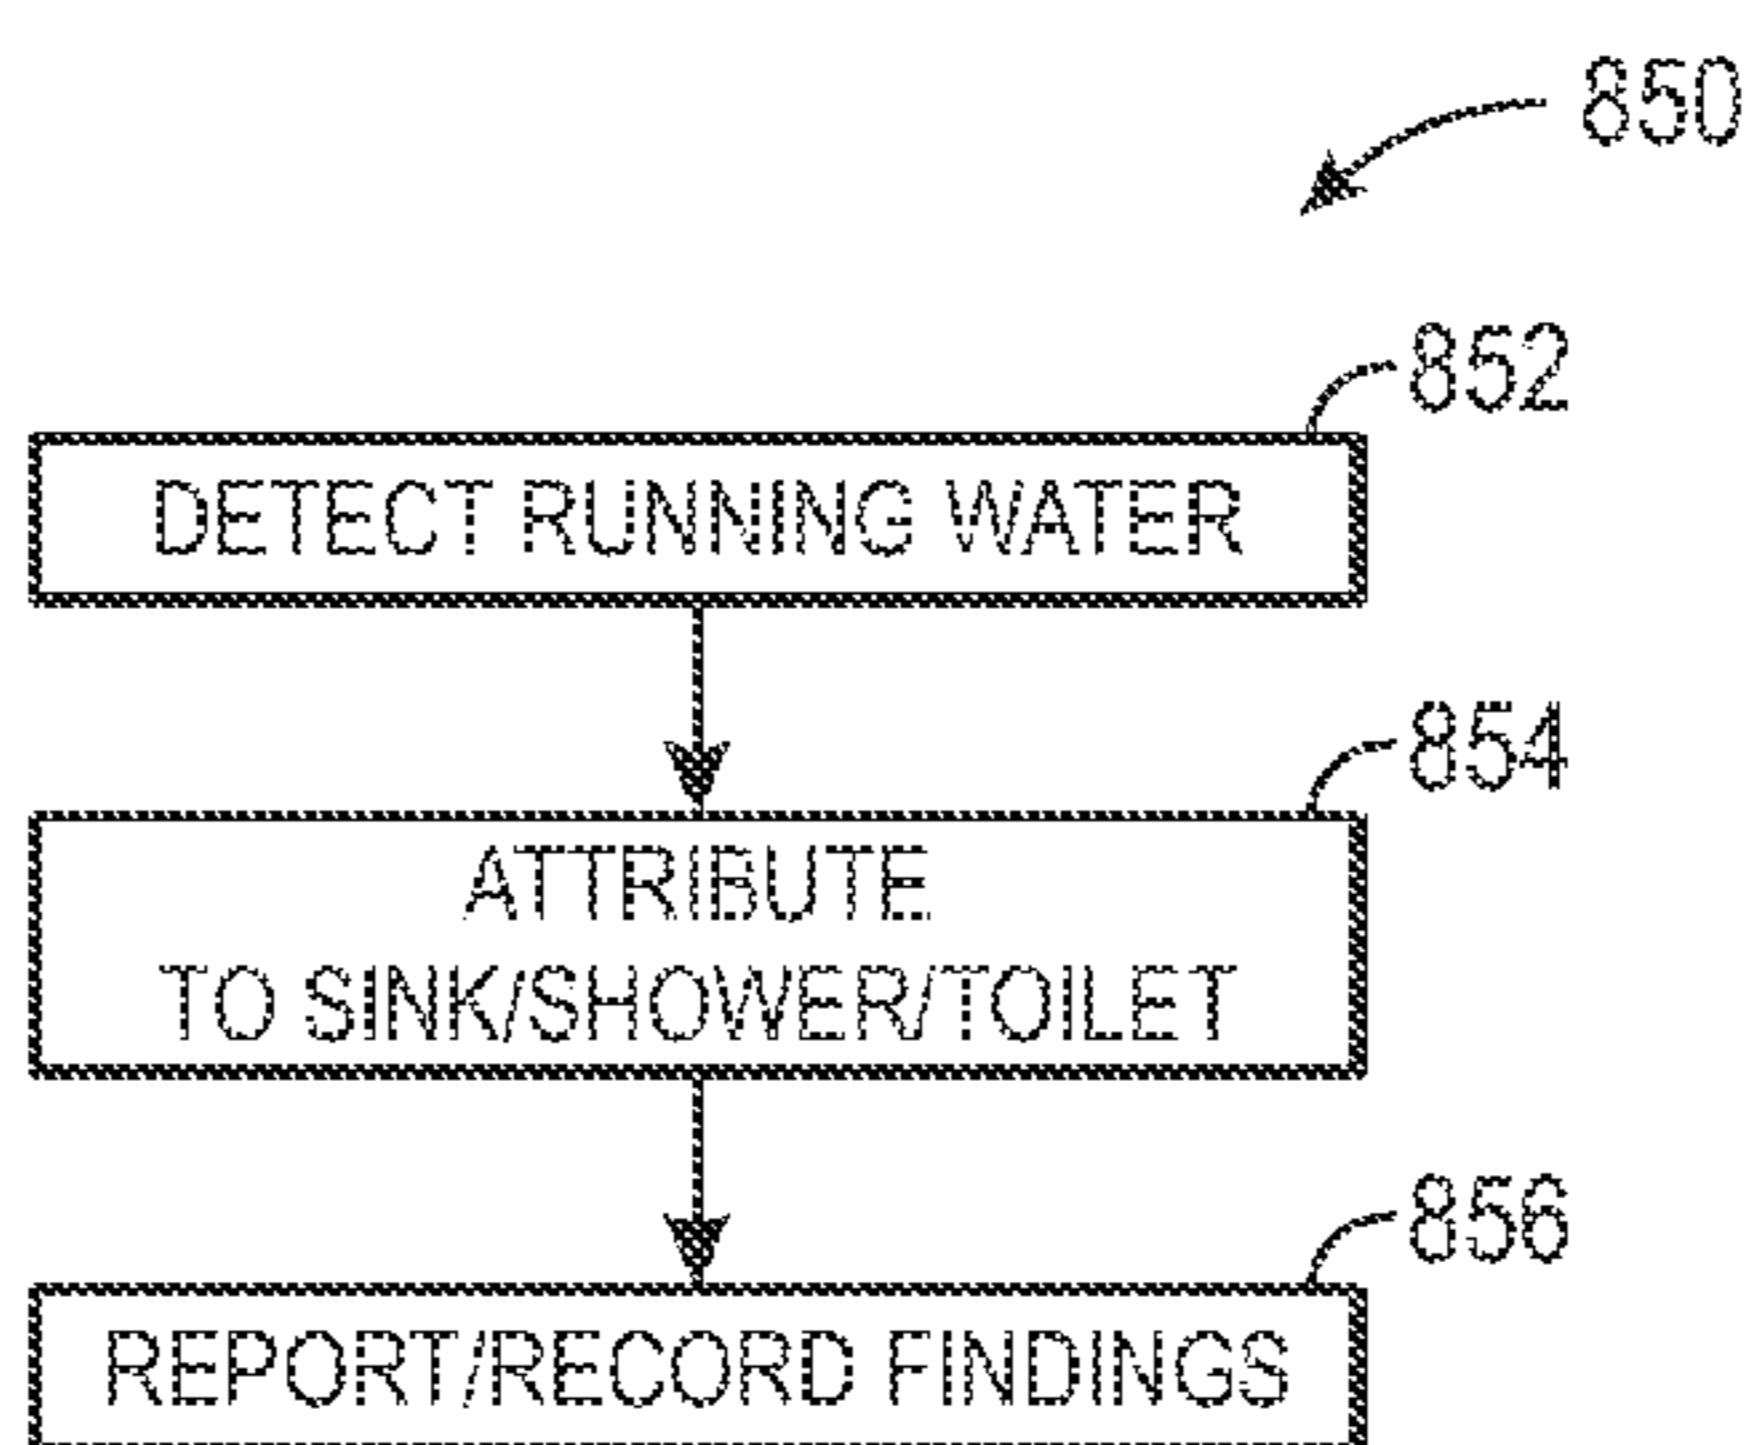 850
852
DETECT RUNNING WATER
854
ATTRIBUTE
TO SINK/SHOWER/TOILET
856
REPORT/RECORD FINDINGS